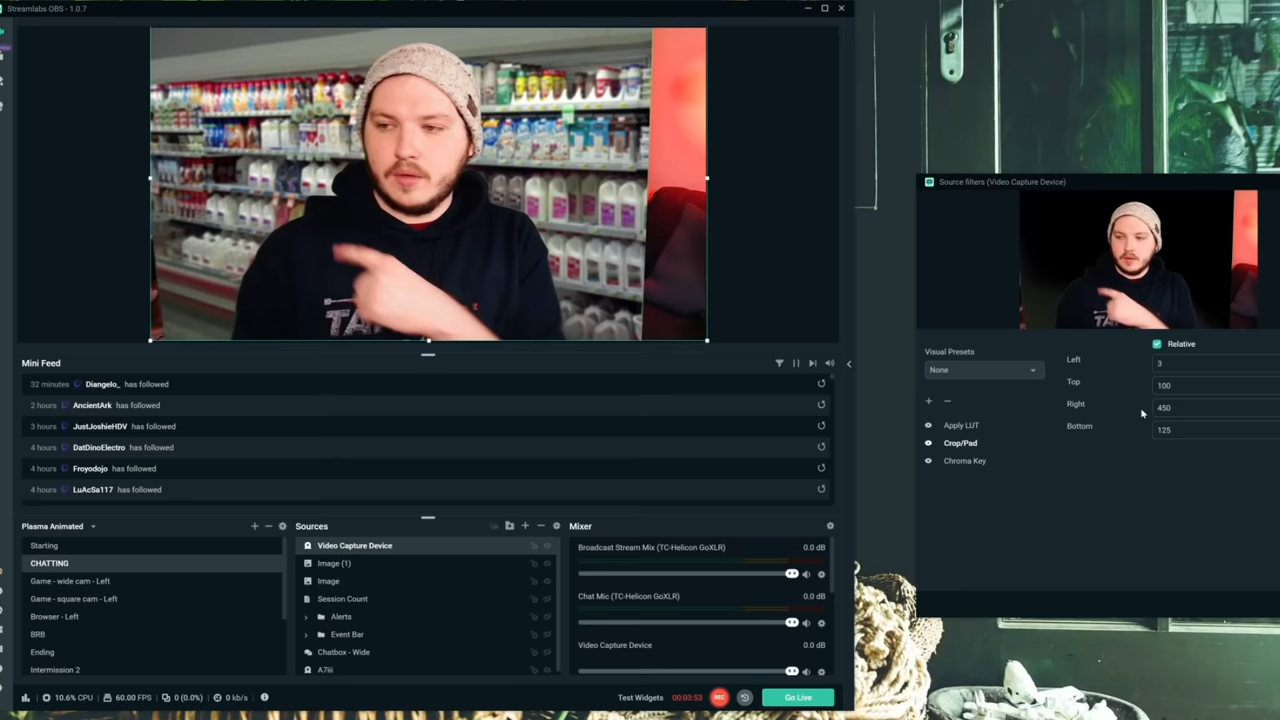 Streamlabs OBS - 1.0.7
Source filters (Video Capture Device)
Relative
Visual Presets
None
Left
3
Top
100
Right
450
Bottom
125
Apply LUT
Crop/Pad
Chroma Key
Mini Feed
32 minutes Diangelo_ has followed
2 hours AncientArk has followed
3 hours JustJoshieHDV has followed
4 hours DatDinoElectro has followed
4 hours Froyodojo has followed
4 hours LuAcSa117 has followed
Plasma Animated
Starting
CHATTING
Game - wide cam - Left
Game - square cam - Left
Browser - Left
BRB
Ending
Intermission 2
Sources
Video Capture Device
Image (1)
Image
Session Count
Alerts
Event Bar
Chatbox - Wide
A7iii
Mixer
Broadcast Stream Mix (TC-Helicon GoXLR) 0.0 dB
Chat Mic (TC-Helicon GoXLR) 0.0 dB
Video Capture Device 0.0 dB
10.6% CPU
60.00 FPS
0 (0.0%)
0 kb/s
Test Widgets
00:03:53
REC
Go Live